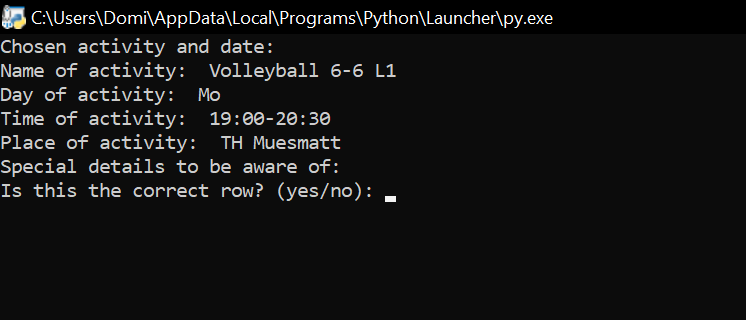 C:\Users\Domi\AppData\Local\Programs\Python\Launcher\py.exe
Chosen activity and date:
Name of activity:  Volleyball 6-6 L1
Day of activity:  Mo
Time of activity:  19:00-20:30
Place of activity:  TH Muesmatt
Special details to be aware of:
Is this the correct row? (yes/no):